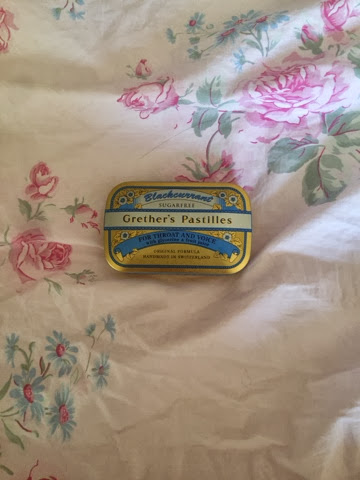 Blackcurrant
SUGARFREE
Grether's Pastilles
FOR THROAT AND VOICE
ORIGINAL FORMULA
HANDMADE IN SWITZERLAND